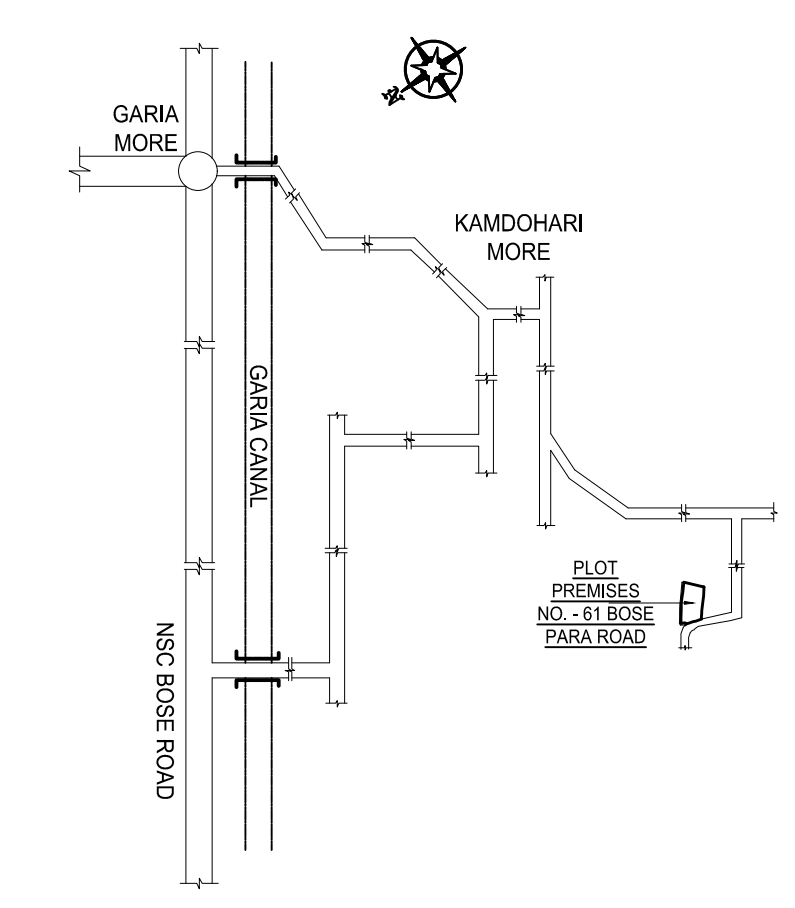 GARIA
MORE
N
KAMDOHARI
MORE
GARIA CANAL
PLOT
PREMISES
NO. - 61 BOSE
PARA ROAD
NSC BOSE ROAD